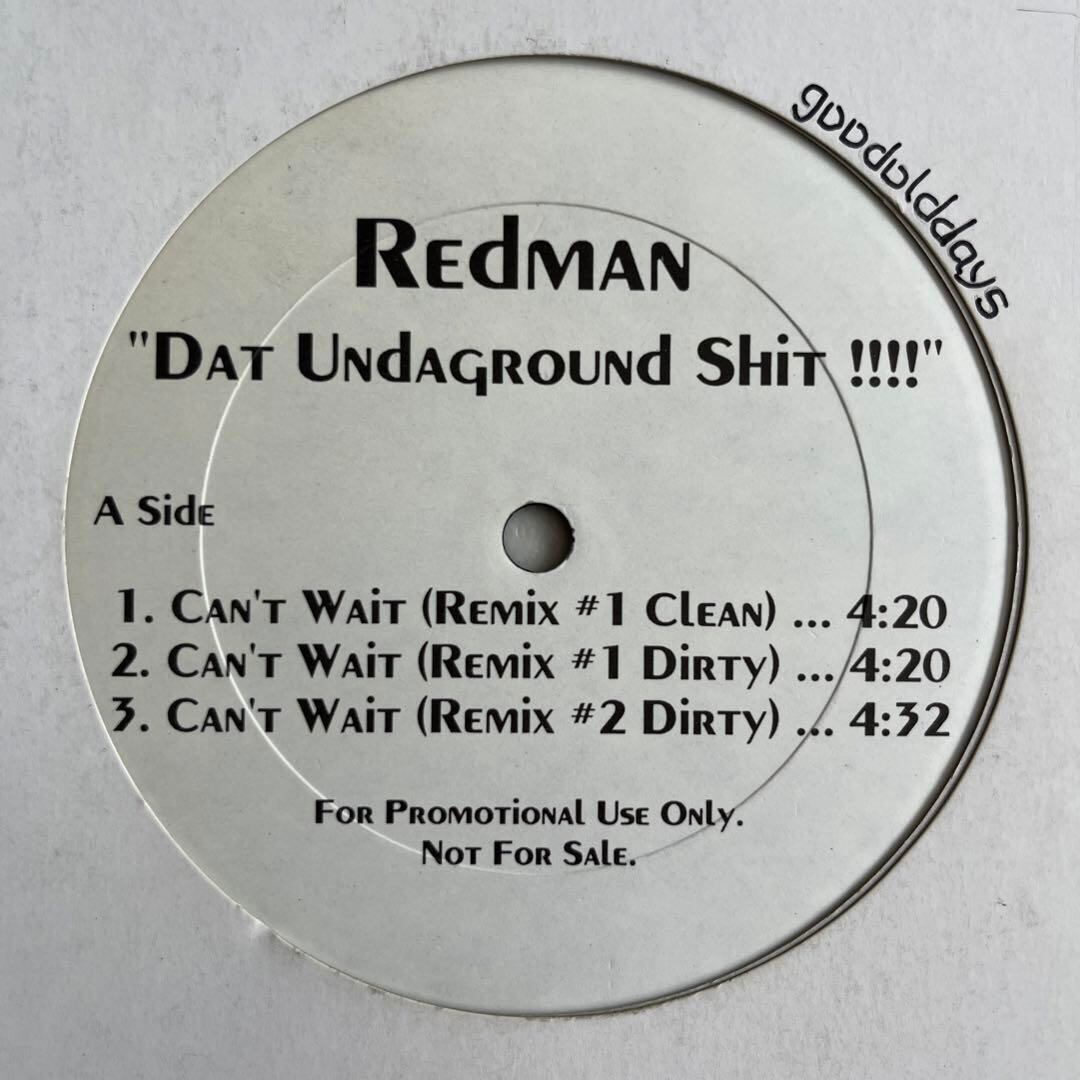 goodolddays
Redman
"Dat Undaground Shit !!!!"
A Side
1. Can't Wait (Remix #1 Clean) ... 4:20
2. Can't Wait (Remix #1 Dirty) ... 4:20
3. Can't Wait (Remix #2 Dirty) ... 4:32
For Promotional Use Only.
Not For Sale.